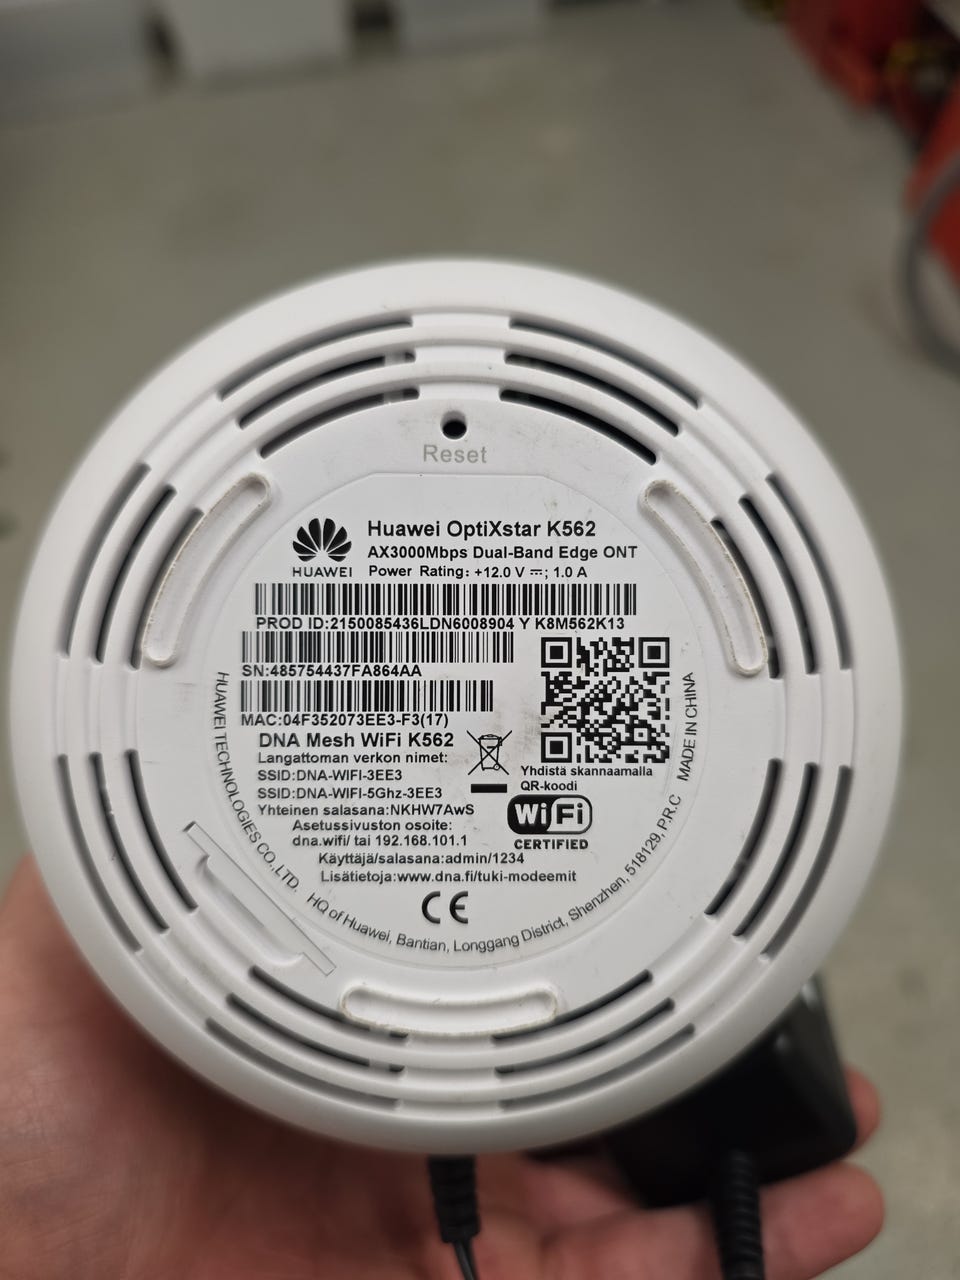 Reset
HUAWEI
Huawei OptiXstar K562
AX3000Mbps Dual-Band Edge ONT
Power Rating: +12.0 V ⎓; 1.0 A
PROD ID:2150085436LDN6008904 Y K8M562K13
SN:485754437FA864AA
MAC:04F352073EE3-F3(17)
DNA Mesh WiFi K562
Langattoman verkon nimet:
SSID:DNA-WIFI-3EE3
SSID:DNA-WIFI-5Ghz-3EE3
Yhteinen salasana:NKHW7AwS
Asetussivuston osoite:
dna.wifi/ tai 192.168.101.1
Käyttäjä/salasana:admin/1234
Lisätietoja:www.dna.fi/tuki-modeemit
Yhdistä skannaamalla
QR-koodi
WiFi
CERTIFIED
CE
HUAWEI TECHNOLOGIES CO.,LTD. HQ of Huawei, Bantian, Longgang District, Shenzhen, 518129, P.R.C MADE IN CHINA